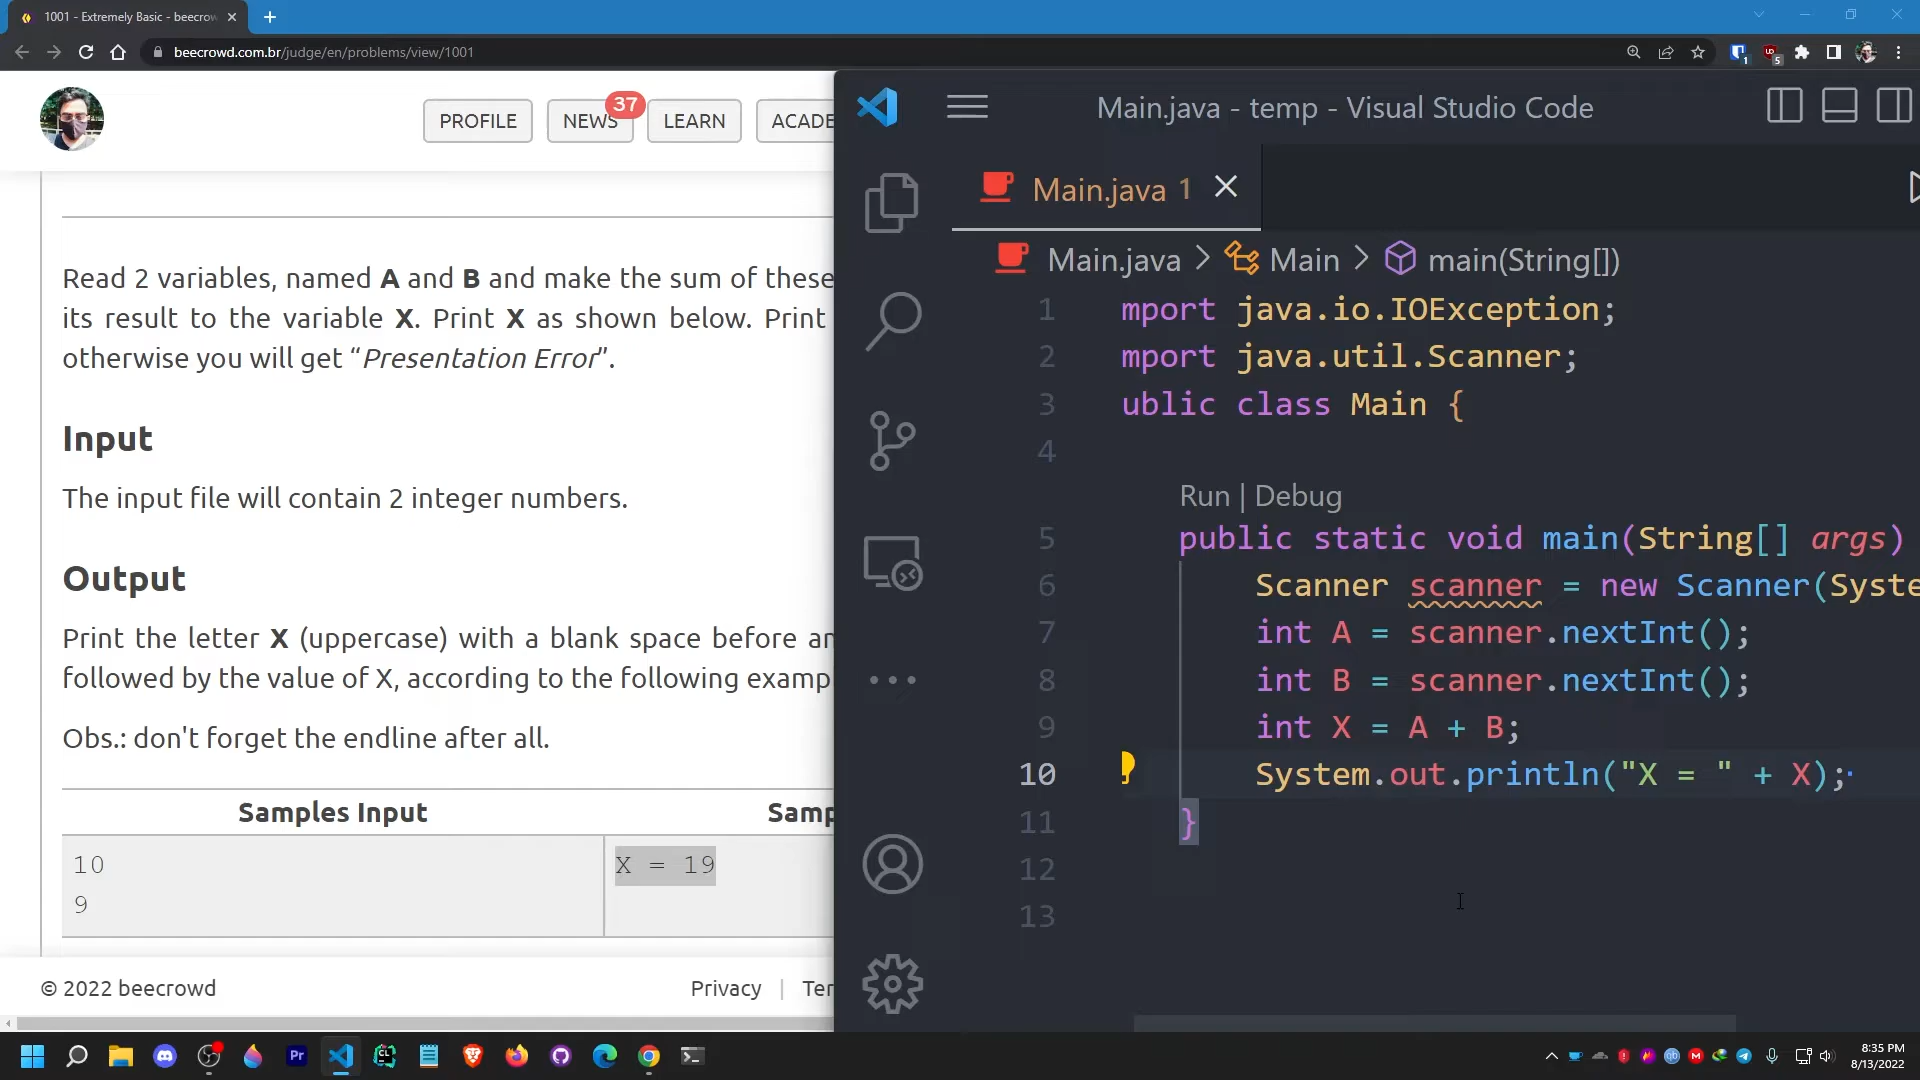 1001 - Extremely Basic - beecrow
beecrowd.com.br/judge/en/problems/view/1001
1
5
PROFILE
NEWS
37
LEARN
ACADE
Read 2 variables, named A and B and make the sum of these
its result to the variable X. Print X as shown below. Print
otherwise you will get “Presentation Error”.
Input
The input file will contain 2 integer numbers.
Output
Print the letter X (uppercase) with a blank space before an
followed by the value of X, according to the following examp
Obs.: don't forget the endline after all.
Samples Input
Samp
10
9
X = 19
© 2022 beecrowd
Privacy
Ter
Main.java - temp - Visual Studio Code
Main.java 1
Main.java > Main > main(String[])
1 mport java.io.IOException;
2 mport java.util.Scanner;
3 ublic class Main {
4
Run | Debug
5 public static void main(String[] args)
6 Scanner scanner = new Scanner(Syste
7 int A = scanner.nextInt();
8 int B = scanner.nextInt();
9 int X = A + B;
10 System.out.println("X = " + X);
11 }
12
13
Pr
CL
8:35 PM
8/13/2022